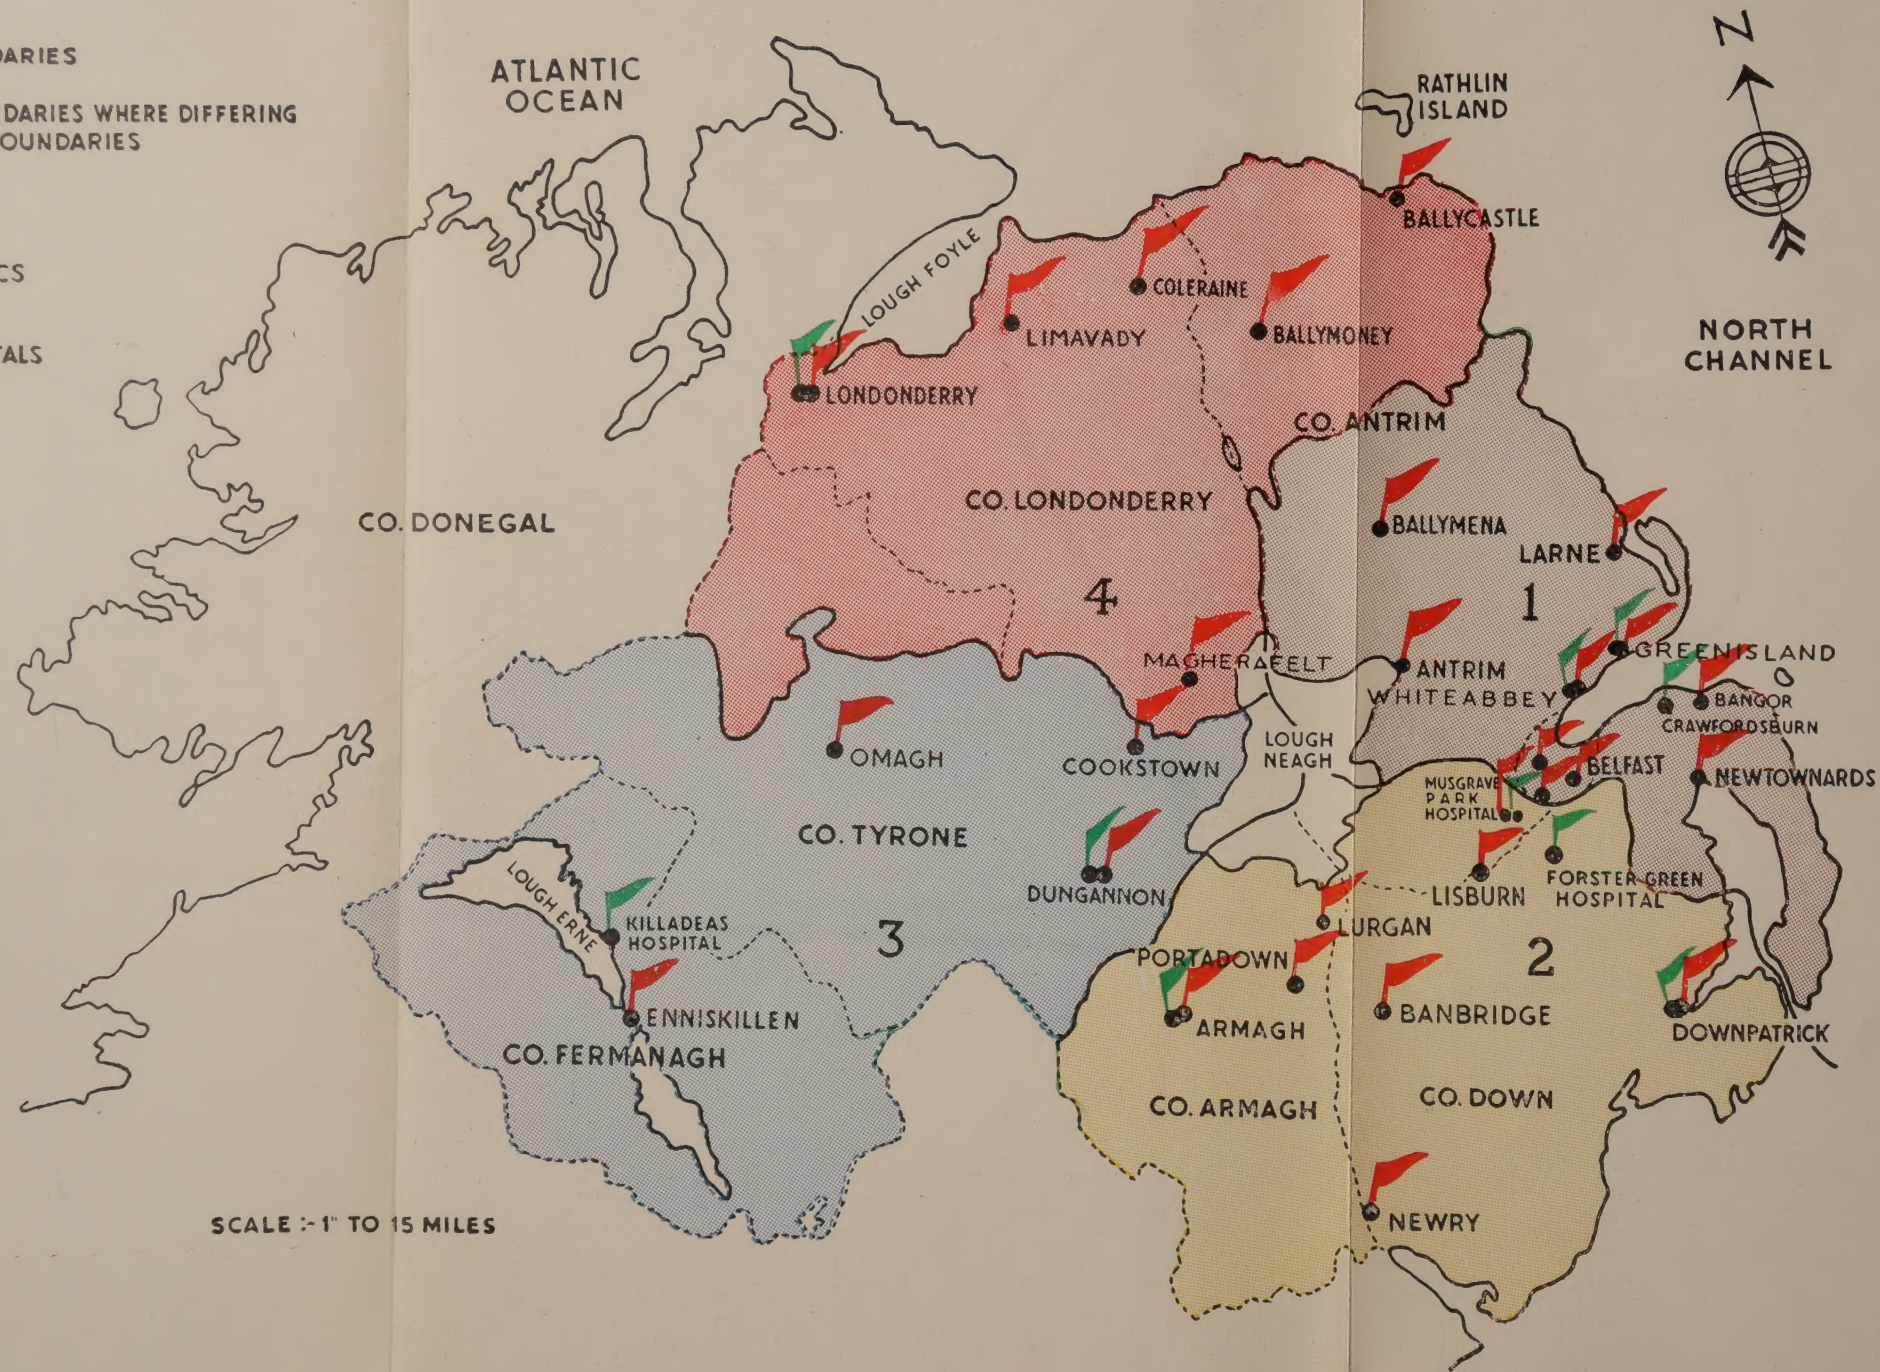 ARIES
DARIES WHERE DIFFERING
OUNDARIES
CS
TALS
ATLANTIC
OCEAN
RATHLIN
ISLAND
N
BALLYCASTLE
LOUGH FOYLE
COLERAINE
LIMAVADY
BALLYMONEY
NORTH
CHANNEL
LONDONDERRY
CO. ANTRIM
CO. LONDONDERRY
CO. DONEGAL
BALLYMENA
LARNE
4
1
MAGHERAFELT
ANTRIM
GREENISLAND
WHITEABBEY
BANGOR
CRAWFORDSBURN
OMAGH
COOKSTOWN
LOUGH
NEAGH
BELFAST
NEWTOWNARDS
MUSGRAVE
PARK
HOSPITAL
CO. TYRONE
LOUGH ERNE
DUNGANNON
LISBURN
FORSTER GREEN
HOSPITAL
KILLADEAS
HOSPITAL
3
LURGAN
PORTADOWN
2
ENNISKILLEN
ARMAGH
BANBRIDGE
DOWNPATRICK
CO. FERMANAGH
CO. ARMAGH
CO. DOWN
SCALE :- 1" TO 15 MILES
NEWRY